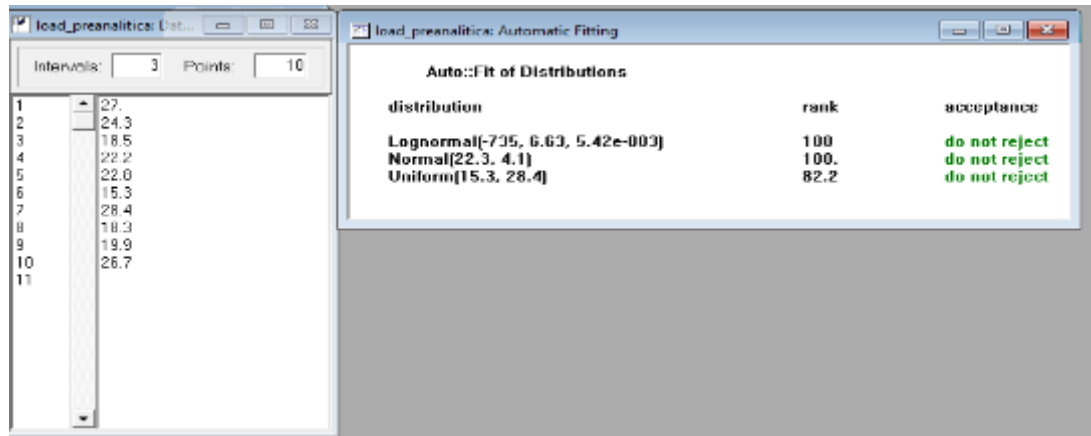 load_preanalitica: Dat...
Intervals: 3 Points: 10
1 27.
2 24.3
3 18.5
4 22.2
5 22.8
6 15.3
7 28.4
8 18.3
9 19.9
10 26.7
11
load_preanalitica: Automatic Fitting
Auto::Fit of Distributions
distribution rank acceptance
Lognormal(-735, 6.63, 5.42e-003) 100 do not reject
Normal(22.3, 4.1) 100. do not reject
Uniform(15.3, 28.4) 82.2 do not reject